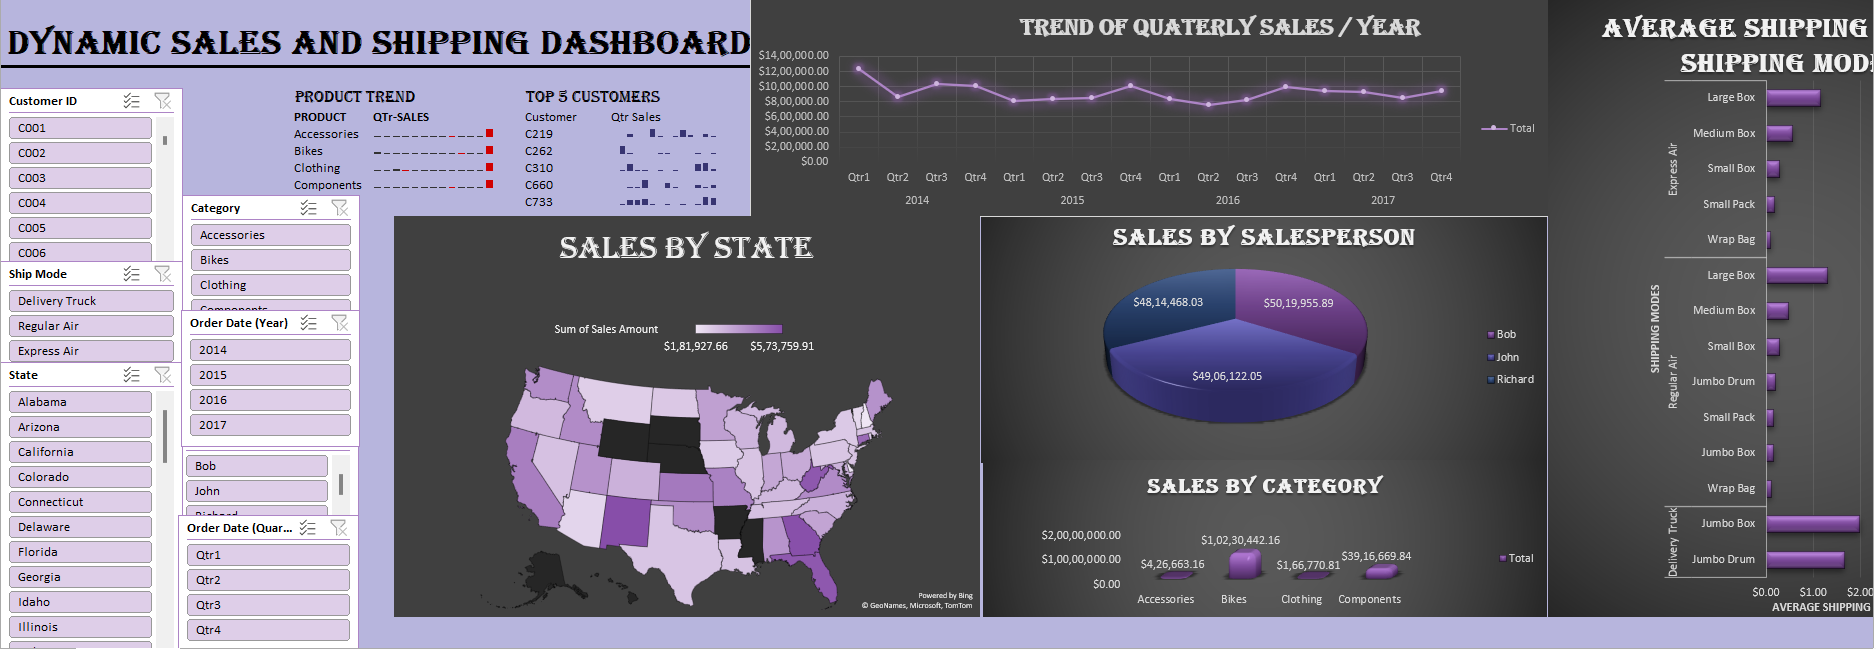 DYNAMIC SALES AND SHIPPING DASHBOARD
Customer ID
C001
C002
C003
C004
C005
C006
Ship Mode
Delivery Truck
Regular Air
Express Air
State
Alabama
Arizona
California
Colorado
Connecticut
Delaware
Florida
Georgia
Idaho
Illinois
Category
Accessories
Bikes
Clothing
Components
Order Date (Year)
2014
2015
2016
2017
Bob
John
Richard
Order Date (Quar...
Qtr1
Qtr2
Qtr3
Qtr4
PRODUCT TREND
PRODUCT QTr-SALES
Accessories
Bikes
Clothing
Components
TOP 5 CUSTOMERS
Customer Qtr Sales
C219
C262
C310
C660
C733
TREND OF QUATERLY SALES / YEAR
$14,00,000.00
$12,00,000.00
$10,00,000.00
$8,00,000.00
$6,00,000.00
$4,00,000.00
$2,00,000.00
$0.00
Qtr1 Qtr2 Qtr3 Qtr4 Qtr1 Qtr2 Qtr3 Qtr4 Qtr1 Qtr2 Qtr3 Qtr4 Qtr1 Qtr2 Qtr3 Qtr4
2014 2015 2016 2017
Total
SALES BY STATE
Sum of Sales Amount
$1,81,927.66 $5,73,759.91
Powered by Bing
© GeoNames, Microsoft, TomTom
SALES BY SALESPERSON
$48,14,468.03
$50,19,955.89
$49,06,122.05
Bob
John
Richard
SALES BY CATEGORY
$2,00,00,000.00
$1,00,00,000.00
$0.00
$4,26,663.16
$1,02,30,442.16
$1,66,770.81
$39,16,669.84
Accessories Bikes Clothing Components
Total
AVERAGE SHIPPING
SHIPPING MOD
SHIPPING MODES
Express Air
Large Box
Medium Box
Small Box
Small Pack
Wrap Bag
Regular Air
Large Box
Medium Box
Small Box
Jumbo Drum
Small Pack
Jumbo Box
Wrap Bag
Delivery Truck
Jumbo Box
Jumbo Drum
$0.00 $1.00 $2.00
AVERAGE SHIPPING